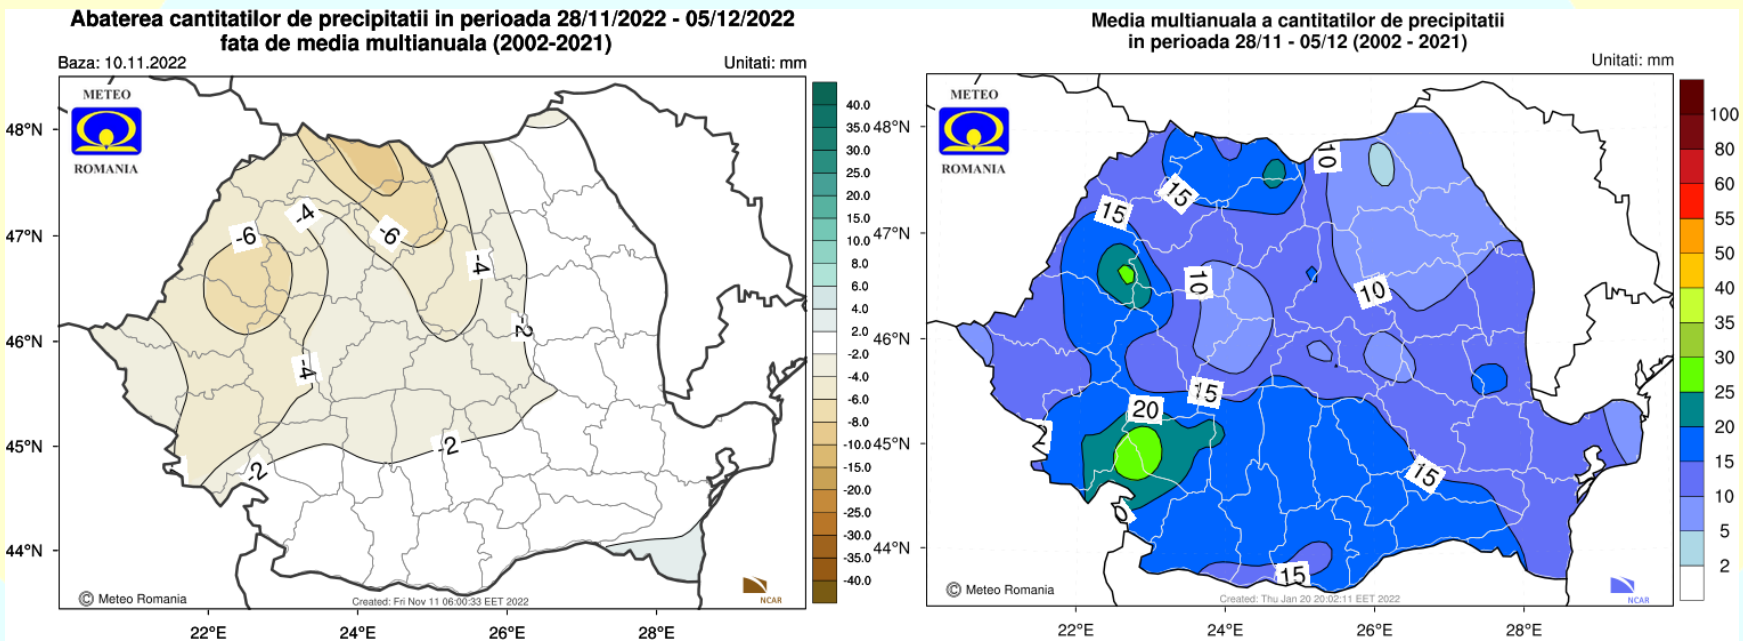 Abaterea cantitatilor de precipitatii in perioada 28/11/2022 - 05/12/2022
fata de media multianuala (2002-2021)
Baza: 10.11.2022
Unitati: mm
METEO
ROMANIA
48°N
47°N
46°N
45°N
44°N
22°E
24°E
26°E
28°E
-4
-6
-6
-4
-2
-4
-2
-2
40.0
35.0
30.0
25.0
20.0
15.0
10.0
8.0
6.0
4.0
2.0
-2.0
-4.0
-6.0
-8.0
-10.0
-15.0
-20.0
-25.0
-30.0
-35.0
-40.0
© Meteo Romania
Created: Fri Nov 11 06:00:33 EET 2022
NCAR
Media multianuala a cantitatilor de precipitatii
in perioada 28/11 - 05/12 (2002 - 2021)
Unitati: mm
METEO
ROMANIA
48°N
47°N
46°N
45°N
44°N
22°E
24°E
26°E
28°E
10
15
15
10
10
15
20
15
15
100
80
60
55
50
40
35
30
25
20
15
10
5
2
© Meteo Romania
Created: Thu Jan 20 20:02:11 EET 2022
NCAR